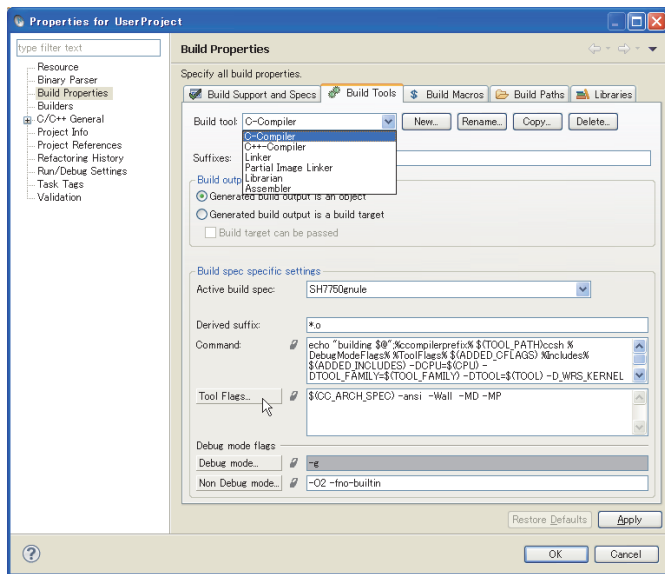 Properties for UserProject
type filter text
Resource
Binary Parser
Build Properties
Builders
C/C++ General
Project Info
Project References
Refactoring History
Run/Debug Settings
Task Tags
Validation
Build Properties
Specify all build properties.
Build Support and Specs
Build Tools
$ Build Macros
Build Paths
Libraries
Build tool: C-Compiler
New...
Rename...
Copy...
Delete...
C-Compiler
C++-Compiler
Linker
Partial Image Linker
Librarian
Assembler
Suffixes:
Build outp
Generated build output is an object
Generated build output is a build target
Build target can be passed
Build spec specific settings
Active build spec: SH7750gnule
Derived suffix: *.o
Command: echo "building $@";%ccompilerprefix% $(TOOL_PATH)ccsh %
DebugModeFlags% %ToolFlags% $(ADDED_CFLAGS) %Includes%
$(ADDED_INCLUDES) -DCPU=$(CPU) -
DTOOL_FAMILY=$(TOOL_FAMILY) -DTOOL=$(TOOL) -D_WRS_KERNEL
Tool Flags... $(CC_ARCH_SPEC) -ansi -Wall -MD -MP
Debug mode flags
Debug mode... -g
Non Debug mode... -O2 -fno-builtin
Restore Defaults
Apply
?
OK
Cancel